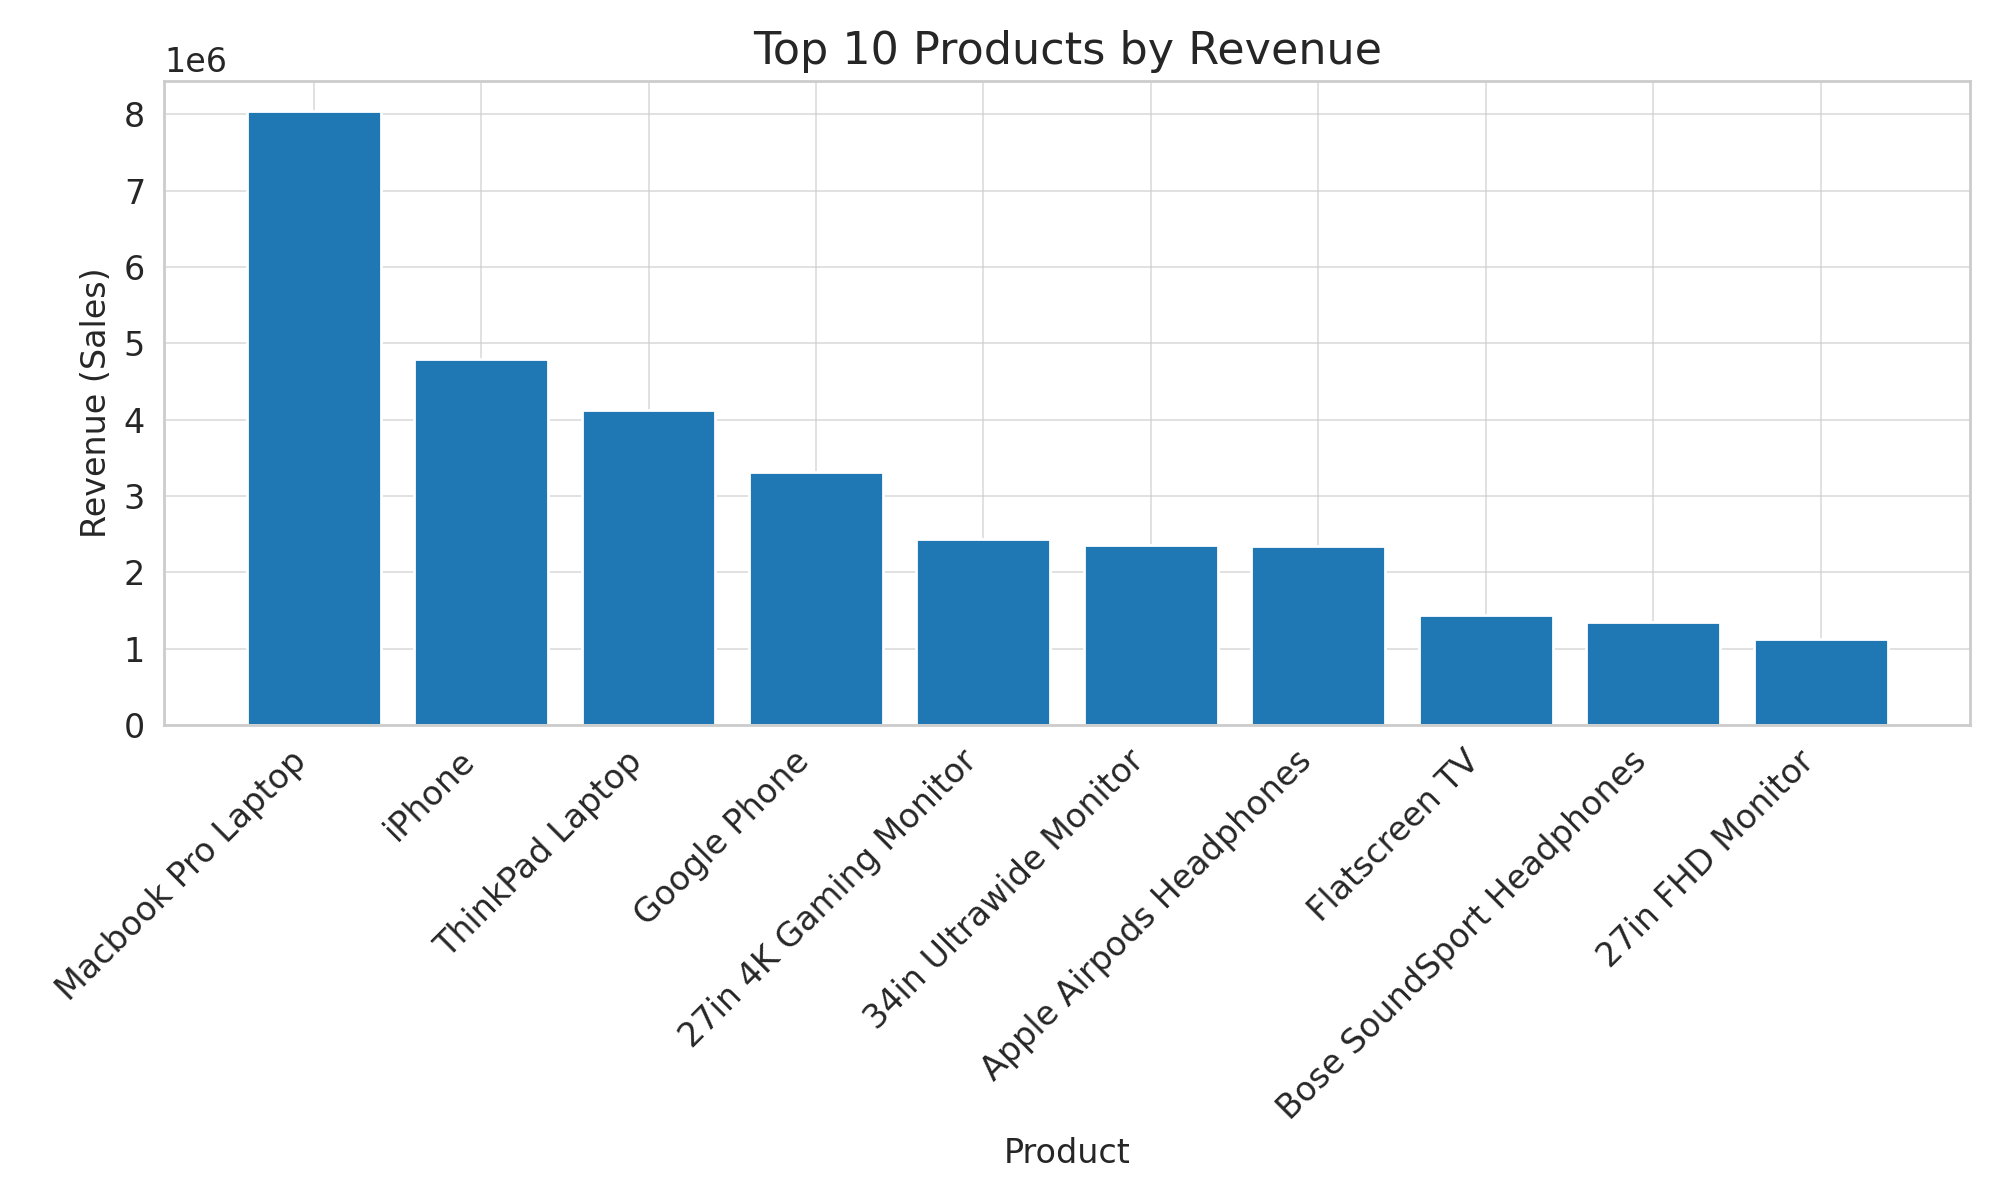 Top 10 Products by Revenue
1e6
8
7
6
5
4
3
2
1
0
Revenue (Sales)
Macbook Pro Laptop
iPhone
ThinkPad Laptop
Google Phone
27in 4K Gaming Monitor
34in Ultrawide Monitor
Apple Airpods Headphones
Flatscreen TV
Bose SoundSport Headphones
27in FHD Monitor
Product